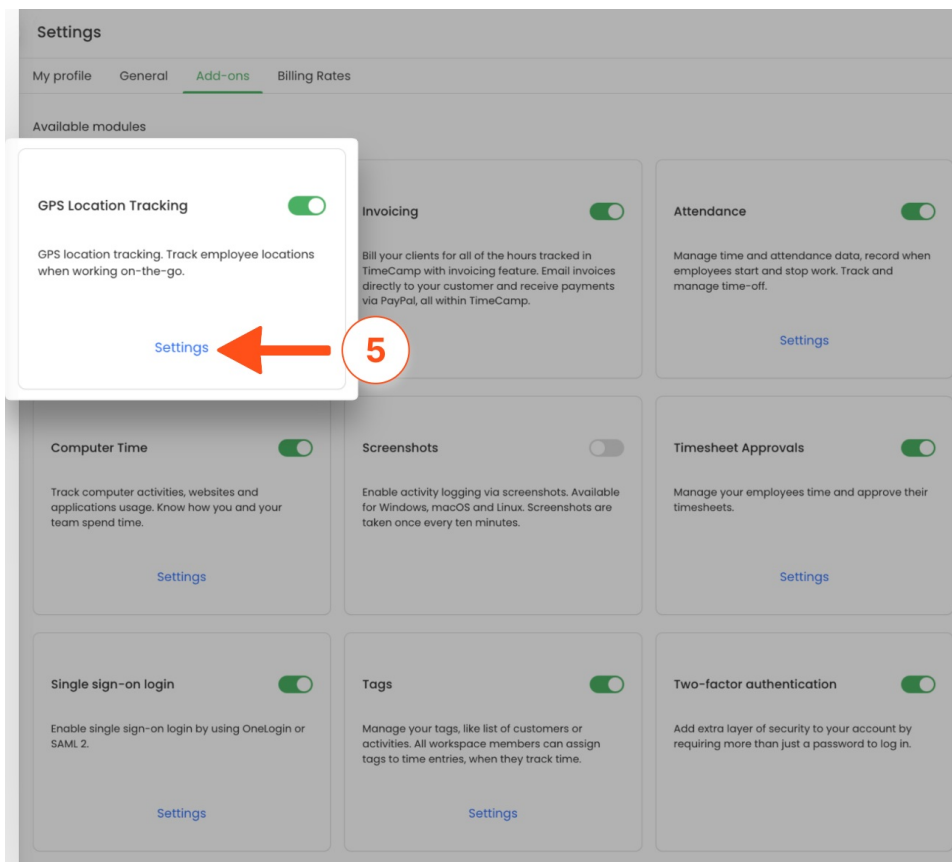 Settings
My profile General Add-ons Billing Rates
Available modules
GPS Location Tracking
GPS location tracking. Track employee locations
when working on-the-go.
Settings
5
Invoicing
Bill your clients for all of the hours tracked in
TimeCamp with invoicing feature. Email invoices
directly to your customer and receive payments
via PayPal, all within TimeCamp.
Attendance
Manage time and attendance data, record when
employees start and stop work. Track and
manage time-off.
Settings
Computer Time
Track computer activities, websites and
applications usage. Know how you and your
team spend time.
Settings
Screenshots
Enable activity logging via screenshots. Available
for Windows, macOS and Linux. Screenshots are
taken once every ten minutes.
Timesheet Approvals
Manage your employees time and approve their
timesheets.
Settings
Single sign-on login
Enable single sign-on login by using OneLogin or
SAML 2.
Settings
Tags
Manage your tags, like list of customers or
activities. All workspace members can assign
tags to time entries, when they track time.
Settings
Two-factor authentication
Add extra layer of security to your account by
requiring more than just a password to log in.